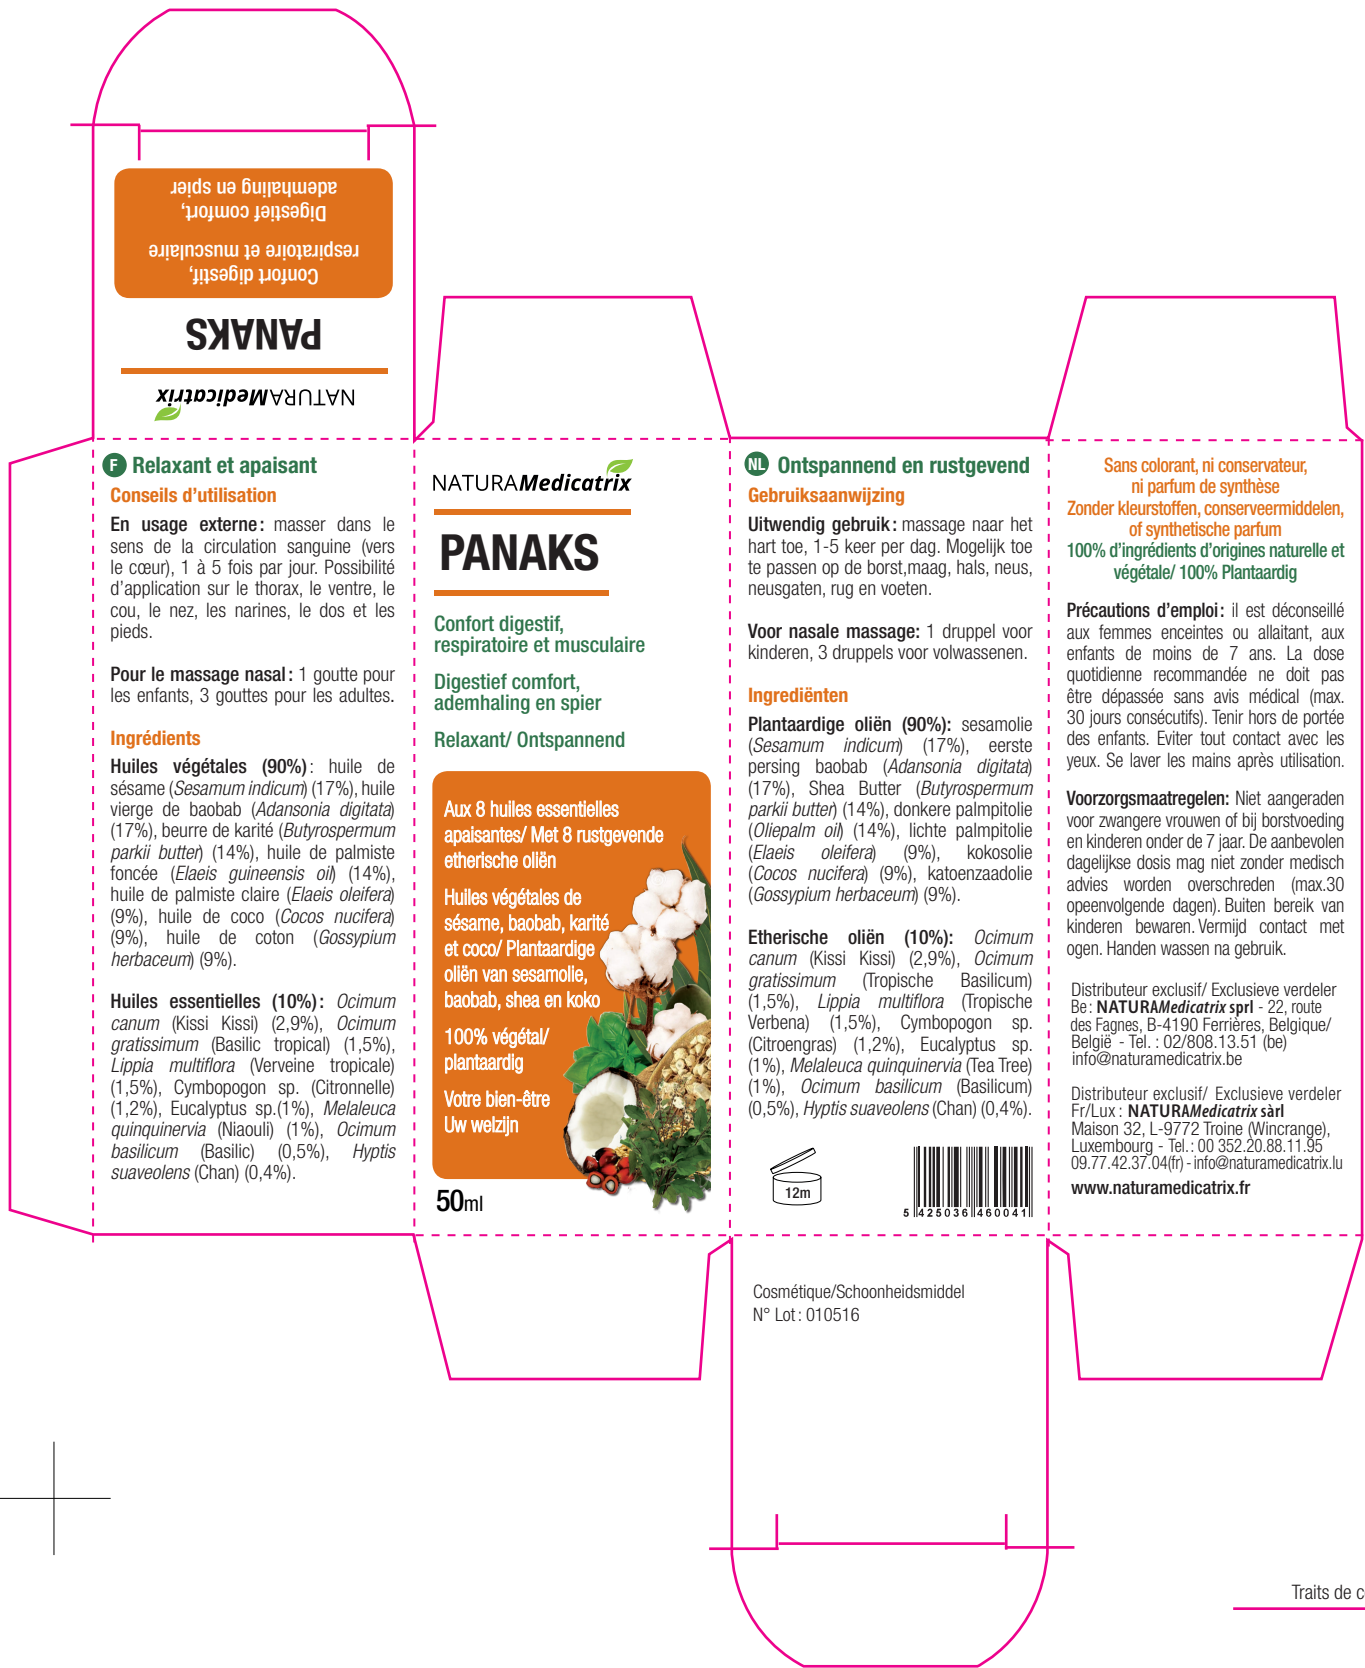 NATURAMedicatrix
PANAKS
Confort digestif,
respiratoire et musculaire
Digestief comfort,
ademhaling en spier
F Relaxant et apaisant
Conseils d'utilisation
En usage externe : masser dans le
sens de la circulation sanguine (vers
le cœur), 1 à 5 fois par jour. Possibilité
d'application sur le thorax, le ventre, le
cou, le nez, les narines, le dos et les
pieds.
Pour le massage nasal : 1 goutte pour
les enfants, 3 gouttes pour les adultes.
Ingrédients
Huiles végétales (90%) : huile de
sésame (Sesamum indicum) (17%), huile
vierge de baobab (Adansonia digitata)
(17%), beurre de karité (Butyrospermum
parkii butter) (14%), huile de palmiste
foncée (Elaeis guineensis oil) (14%),
huile de palmiste claire (Elaeis oleifera)
(9%), huile de coco (Cocos nucifera)
(9%), huile de coton (Gossypium
herbaceum) (9%).
Huiles essentielles (10%) : Ocimum
canum (Kissi Kissi) (2,9%), Ocimum
gratissimum (Basilic tropical) (1,5%),
Lippia multiflora (Verveine tropicale)
(1,5%), Cymbopogon sp. (Citronnelle)
(1,2%), Eucalyptus sp.(1%), Melaleuca
quinquinervia (Niaouli) (1%), Ocimum
basilicum (Basilic) (0,5%), Hyptis
suaveolens (Chan) (0,4%).
NATURAMedicatrix
PANAKS
Confort digestif,
respiratoire et musculaire
Digestief comfort,
ademhaling en spier
Relaxant/ Ontspannend
Aux 8 huiles essentielles
apaisantes/ Met 8 rustgevende
etherische oliën
Huiles végétales de
sésame, baobab, karité
et coco/ Plantaardige
oliën van sesamolie,
baobab, shea en koko
100% végétal/
plantaardig
Votre bien-être
Uw welzijn
50ml
NL Ontspannend en rustgevend
Gebruiksaanwijzing
Uitwendig gebruik : massage naar het
hart toe, 1-5 keer per dag. Mogelijk toe
te passen op de borst,maag, hals, neus,
neusgaten, rug en voeten.
Voor nasale massage: 1 druppel voor
kinderen, 3 druppels voor volwassenen.
Ingrediënten
Plantaardige oliën (90%): sesamolie
(Sesamum indicum) (17%), eerste
persing baobab (Adansonia digitata)
(17%), Shea Butter (Butyrospermum
parkii butter) (14%), donkere palmpitolie
(Oliepalm oil) (14%), lichte palmpitolie
(Elaeis oleifera) (9%), kokosolie
(Cocos nucifera) (9%), katoenzaadolie
(Gossypium herbaceum) (9%).
Etherische oliën (10%): Ocimum
canum (Kissi Kissi) (2,9%), Ocimum
gratissimum (Tropische Basilicum)
(1,5%), Lippia multiflora (Tropische
Verbena) (1,5%), Cymbopogon sp.
(Citroengras) (1,2%), Eucalyptus sp.
(1%), Melaleuca quinquinervia (Tea Tree)
(1%), Ocimum basilicum (Basilicum)
(0,5%), Hyptis suaveolens (Chan) (0,4%).
12m
5 425036 460041
Sans colorant, ni conservateur,
ni parfum de synthèse
Zonder kleurstoffen, conserveermiddelen,
of synthetische parfum
100% d'ingrédients d'origines naturelle et
végétale/ 100% Plantaardig
Précautions d'emploi : il est déconseillé
aux femmes enceintes ou allaitant, aux
enfants de moins de 7 ans. La dose
quotidienne recommandée ne doit pas
être dépassée sans avis médical (max.
30 jours consécutifs). Tenir hors de portée
des enfants. Eviter tout contact avec les
yeux. Se laver les mains après utilisation.
Voorzorgsmaatregelen: Niet aangeraden
voor zwangere vrouwen of bij borstvoeding
en kinderen onder de 7 jaar. De aanbevolen
dagelijkse dosis mag niet zonder medisch
advies worden overschreden (max.30
opeenvolgende dagen). Buiten bereik van
kinderen bewaren. Vermijd contact met
ogen. Handen wassen na gebruik.
Distributeur exclusif/ Exclusieve verdeler
Be : NATURAMedicatrix sprl - 22, route
des Fagnes, B-4190 Ferrières, Belgique/
België - Tel. : 02/808.13.51 (be)
info@naturamedicatrix.be
Distributeur exclusif/ Exclusieve verdeler
Fr/Lux : NATURAMedicatrix sàrl
Maison 32, L-9772 Troine (Wincrange),
Luxembourg - Tel. : 00 352.20.88.11.95
09.77.42.37.04(fr) - info@naturamedicatrix.lu
www.naturamedicatrix.fr
Cosmétique/Schoonheidsmiddel
N° Lot : 010516
Traits de c